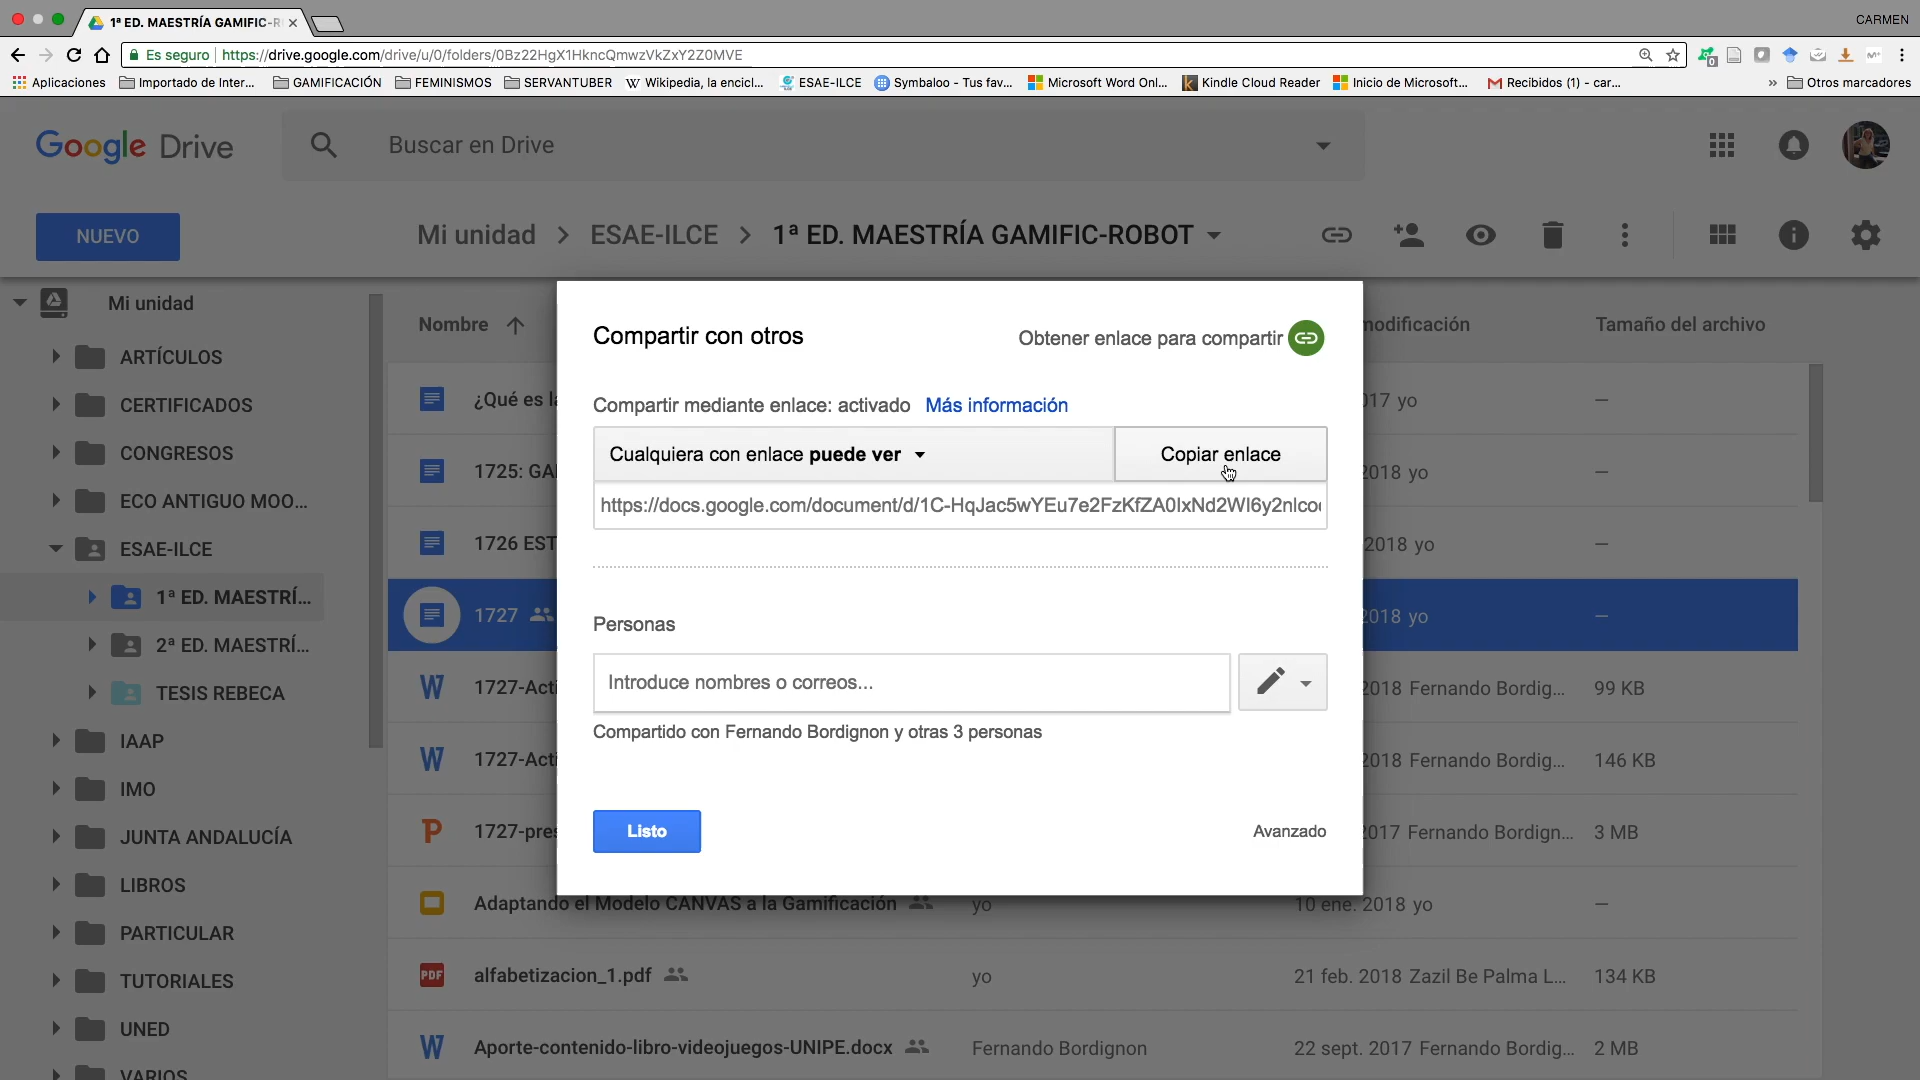 1ª ED. MAESTRÍA GAMIFIC-R
CARMEN
Es seguro
https://drive.google.com/drive/u/0/folders/0Bz22HgX1HkncQmwzVkZxY2Z0MVE
Aplicaciones
Importado de Inter...
GAMIFICACIÓN
FEMINISMOS
SERVANTUBER
W Wikipedia, la encicl...
ESAE-ILCE
Symbaloo - Tus fav...
Microsoft Word Onl...
Kindle Cloud Reader
Inicio de Microsoft...
Recibidos (1) - car...
» Otros marcadores
Google Drive
Buscar en Drive
NUEVO
Mi unidad > ESAE-ILCE > 1ª ED. MAESTRÍA GAMIFIC-ROBOT
Mi unidad
ARTÍCULOS
CERTIFICADOS
CONGRESOS
ECO ANTIGUO MOO...
ESAE-ILCE
1ª ED. MAESTRÍ...
2ª ED. MAESTRÍ...
TESIS REBECA
IAAP
IMO
JUNTA ANDALUCÍA
LIBROS
PARTICULAR
TUTORIALES
UNED
VARIOS
Nombre
modificación
Tamaño del archivo
¿Qué es l
017 yo
—
1725: GA
2018 yo
—
1726 EST
2018 yo
—
1727
2018 yo
—
W 1727-Acti
2018 Fernando Bordig...
99 KB
W 1727-Acti
2018 Fernando Bordig...
146 KB
P 1727-pres
2017 Fernando Bordign...
3 MB
Adaptando el Modelo CANVAS a la Gamificación
yo
10 ene. 2018 yo
—
PDF alfabetizacion_1.pdf
yo
21 feb. 2018 Zazil Be Palma L...
134 KB
W Aporte-contenido-libro-videojuegos-UNIPE.docx
Fernando Bordignon
22 sept. 2017 Fernando Bordig...
2 MB
Compartir con otros
Obtener enlace para compartir
Compartir mediante enlace: activado Más información
Cualquiera con enlace puede ver
Copiar enlace
https://docs.google.com/document/d/1C-HqJac5wYEu7e2FzKfZA0IxNd2WI6y2nIco
Personas
Introduce nombres o correos...
Compartido con Fernando Bordignon y otras 3 personas
Listo
Avanzado